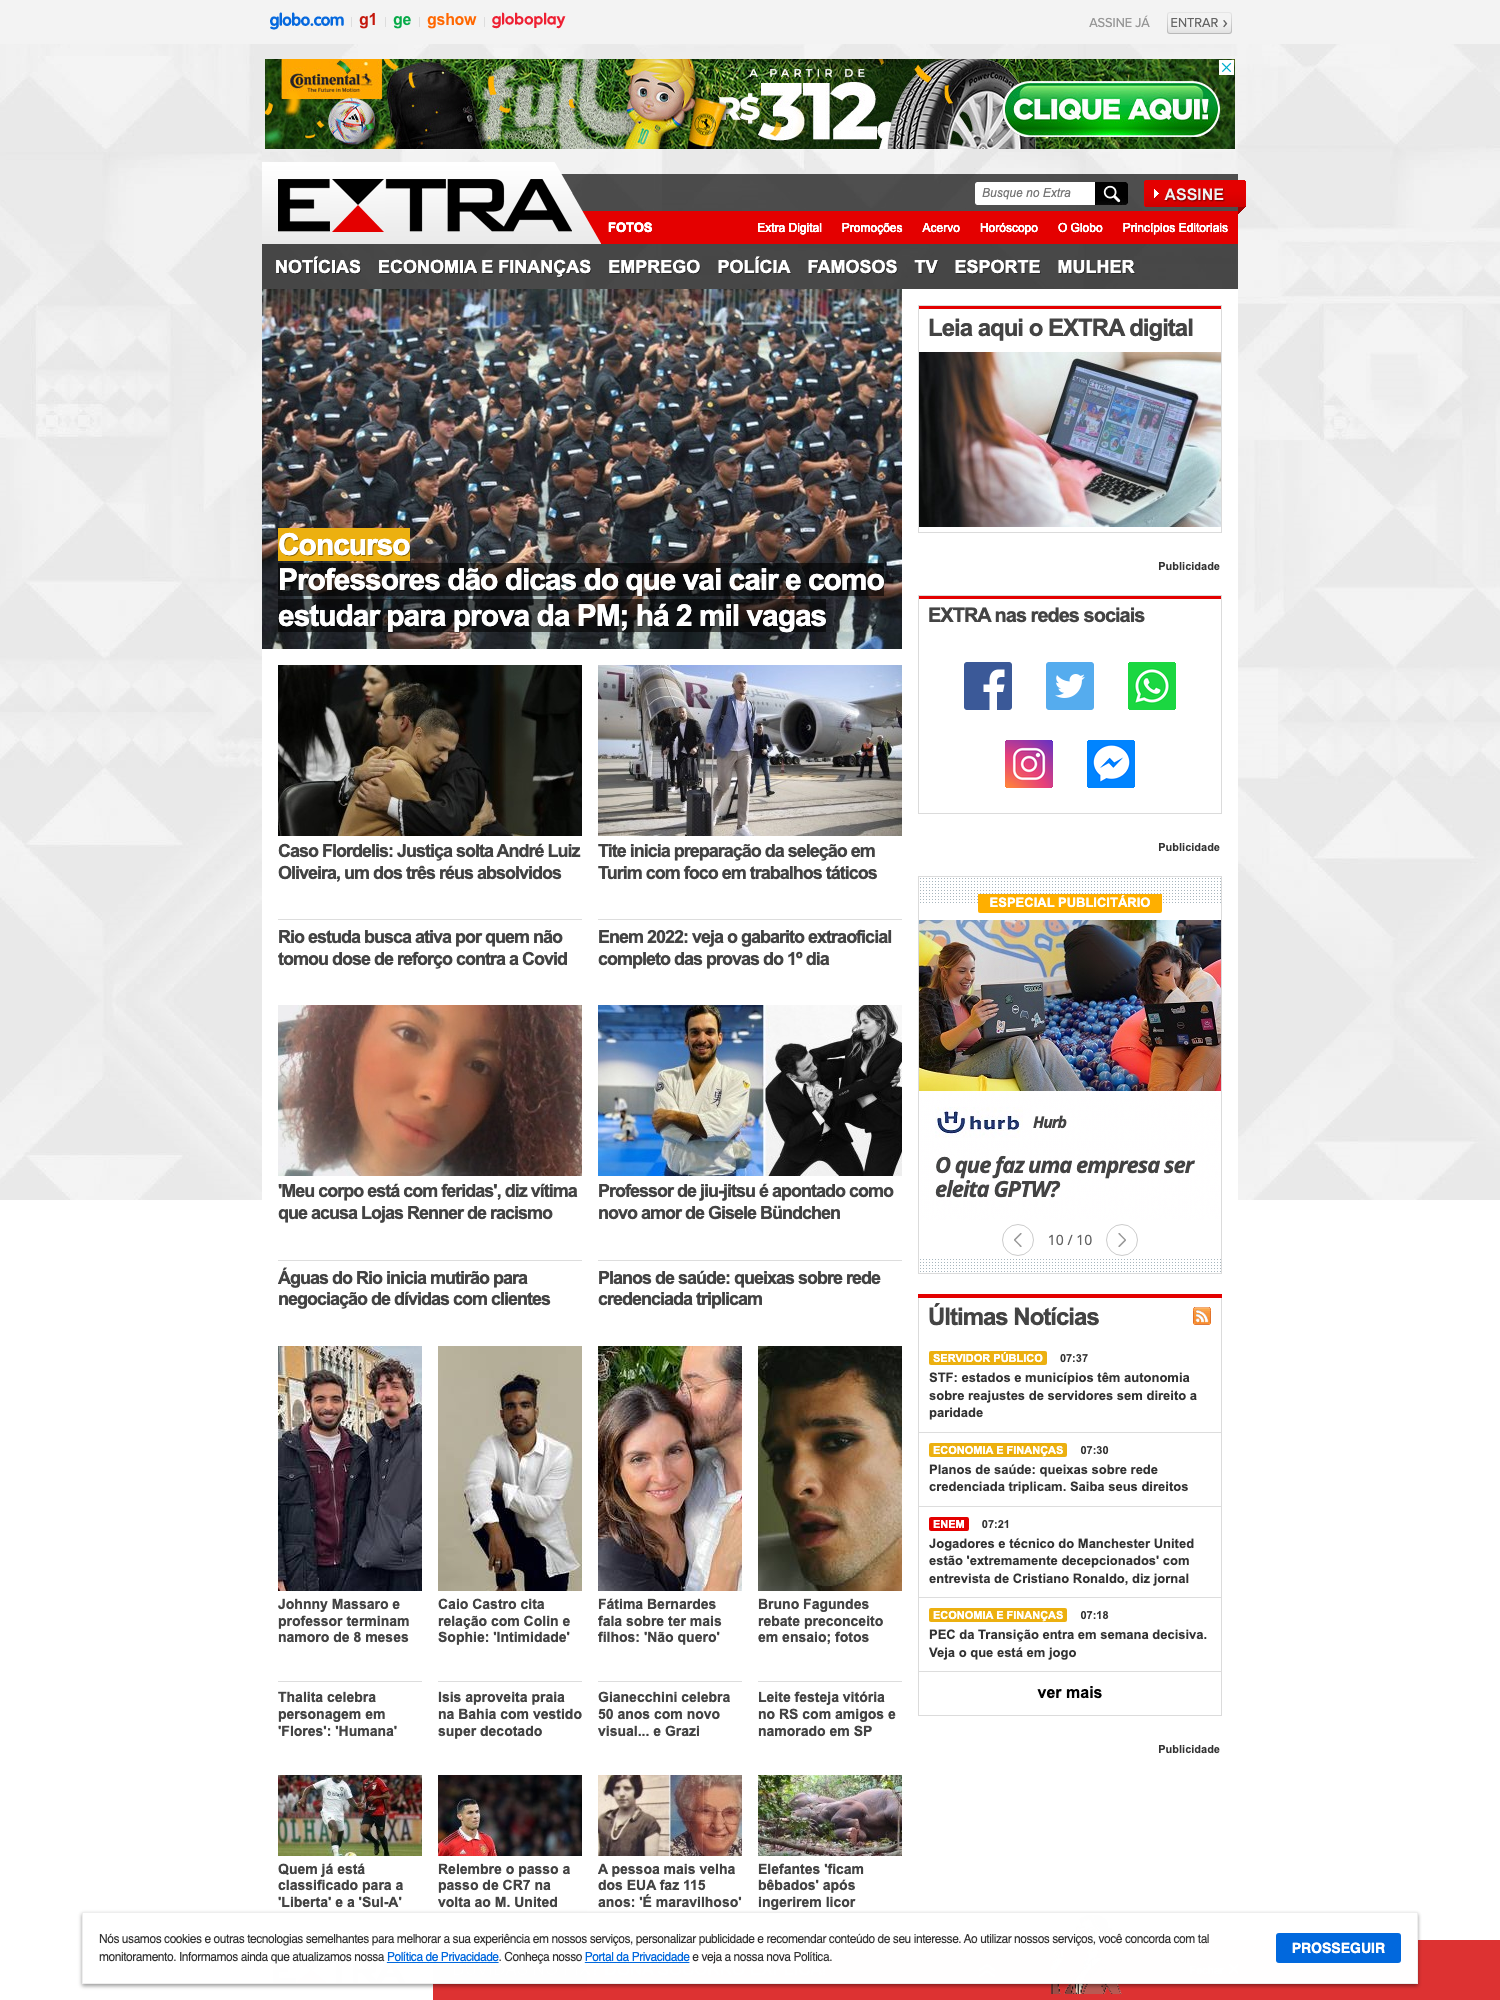 globo.com g1 ge gshow globoplay
ASSINE JÁ
ENTRAR ›
Continental
The Future in Motion
full
A PARTIR DE
R$312.
PowerContact
CLIQUE AQUI!
EXTRA
Busque no Extra
ASSINE
FOTOS
Extra Digital Promoções Acervo Horóscopo O Globo Princípios Editoriais
NOTÍCIAS ECONOMIA E FINANÇAS EMPREGO POLÍCIA FAMOSOS TV ESPORTE MULHER
Concurso
Professores dão dicas do que vai cair e como
estudar para prova da PM; há 2 mil vagas
Caso Flordelis: Justiça solta André Luiz
Oliveira, um dos três réus absolvidos
Tite inicia preparação da seleção em
Turim com foco em trabalhos táticos
Rio estuda busca ativa por quem não
tomou dose de reforço contra a Covid
Enem 2022: veja o gabarito extraoficial
completo das provas do 1º dia
'Meu corpo está com feridas', diz vítima
que acusa Lojas Renner de racismo
Professor de jiu-jitsu é apontado como
novo amor de Gisele Bündchen
Águas do Rio inicia mutirão para
negociação de dívidas com clientes
Planos de saúde: queixas sobre rede
credenciada triplicam
Johnny Massaro e
professor terminam
namoro de 8 meses
Caio Castro cita
relação com Colin e
Sophie: 'Intimidade'
Fátima Bernardes
fala sobre ter mais
filhos: 'Não quero'
Bruno Fagundes
rebate preconceito
em ensaio; fotos
Thalita celebra
personagem em
'Flores': 'Humana'
Isis aproveita praia
na Bahia com vestido
super decotado
Gianecchini celebra
50 anos com novo
visual... e Grazi
Leite festeja vitória
no RS com amigos e
namorado em SP
Quem já está
classificado para a
'Liberta' e a 'Sul-A'
Relembre o passo a
passo de CR7 na
volta ao M. United
A pessoa mais velha
dos EUA faz 115
anos: 'É maravilhoso'
Elefantes 'ficam
bêbados' após
ingerirem licor
Leia aqui o EXTRA digital
Publicidade
EXTRA nas redes sociais
Publicidade
ESPECIAL PUBLICITÁRIO
hurb Hurb
O que faz uma empresa ser
eleita GPTW?
10 / 10
Últimas Notícias
SERVIDOR PÚBLICO 07:37
STF: estados e municípios têm autonomia
sobre reajustes de servidores sem direito a
paridade
ECONOMIA E FINANÇAS 07:30
Planos de saúde: queixas sobre rede
credenciada triplicam. Saiba seus direitos
ENEM 07:21
Jogadores e técnico do Manchester United
estão 'extremamente decepcionados' com
entrevista de Cristiano Ronaldo, diz jornal
ECONOMIA E FINANÇAS 07:18
PEC da Transição entra em semana decisiva.
Veja o que está em jogo
ver mais
Publicidade
Nós usamos cookies e outras tecnologias semelhantes para melhorar a sua experiência em nossos serviços, personalizar publicidade e recomendar conteúdo de seu interesse. Ao utilizar nossos serviços, você concorda com tal
monitoramento. Informamos ainda que atualizamos nossa Política de Privacidade. Conheça nosso Portal da Privacidade e veja a nossa nova Política.
PROSSEGUIR